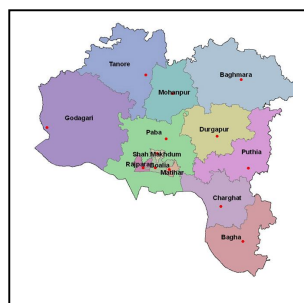 Tanore
Baghmara
Mohanpur
Godagari
Paba
Durgapur
Puthia
Shah Makhdum
Rajpara
Boalia
Matihar
Charghat
Bagha